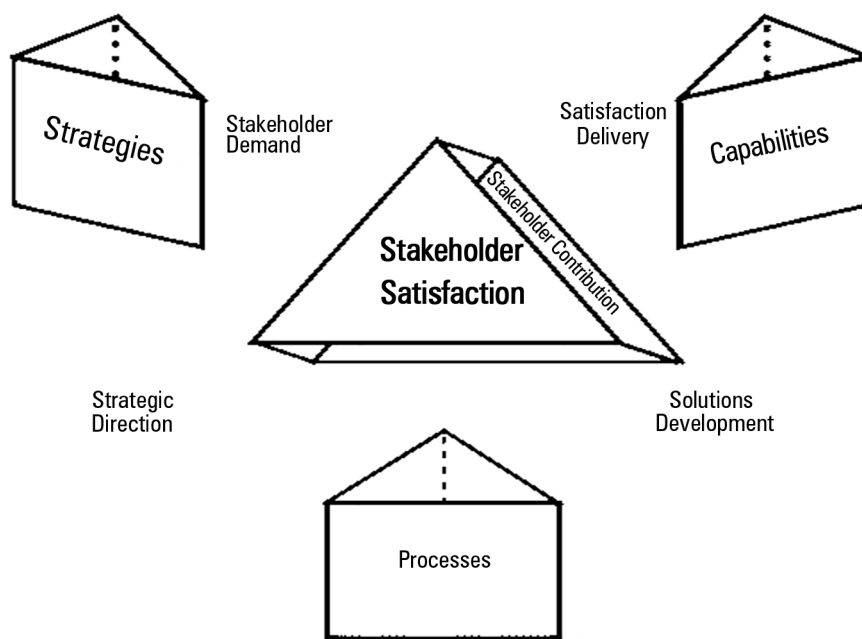 Strategies
Stakeholder
Demand
Satisfaction
Delivery
Capabilities
Stakeholder
Satisfaction
Stakeholder Contribution
Strategic
Direction
Solutions
Development
Processes